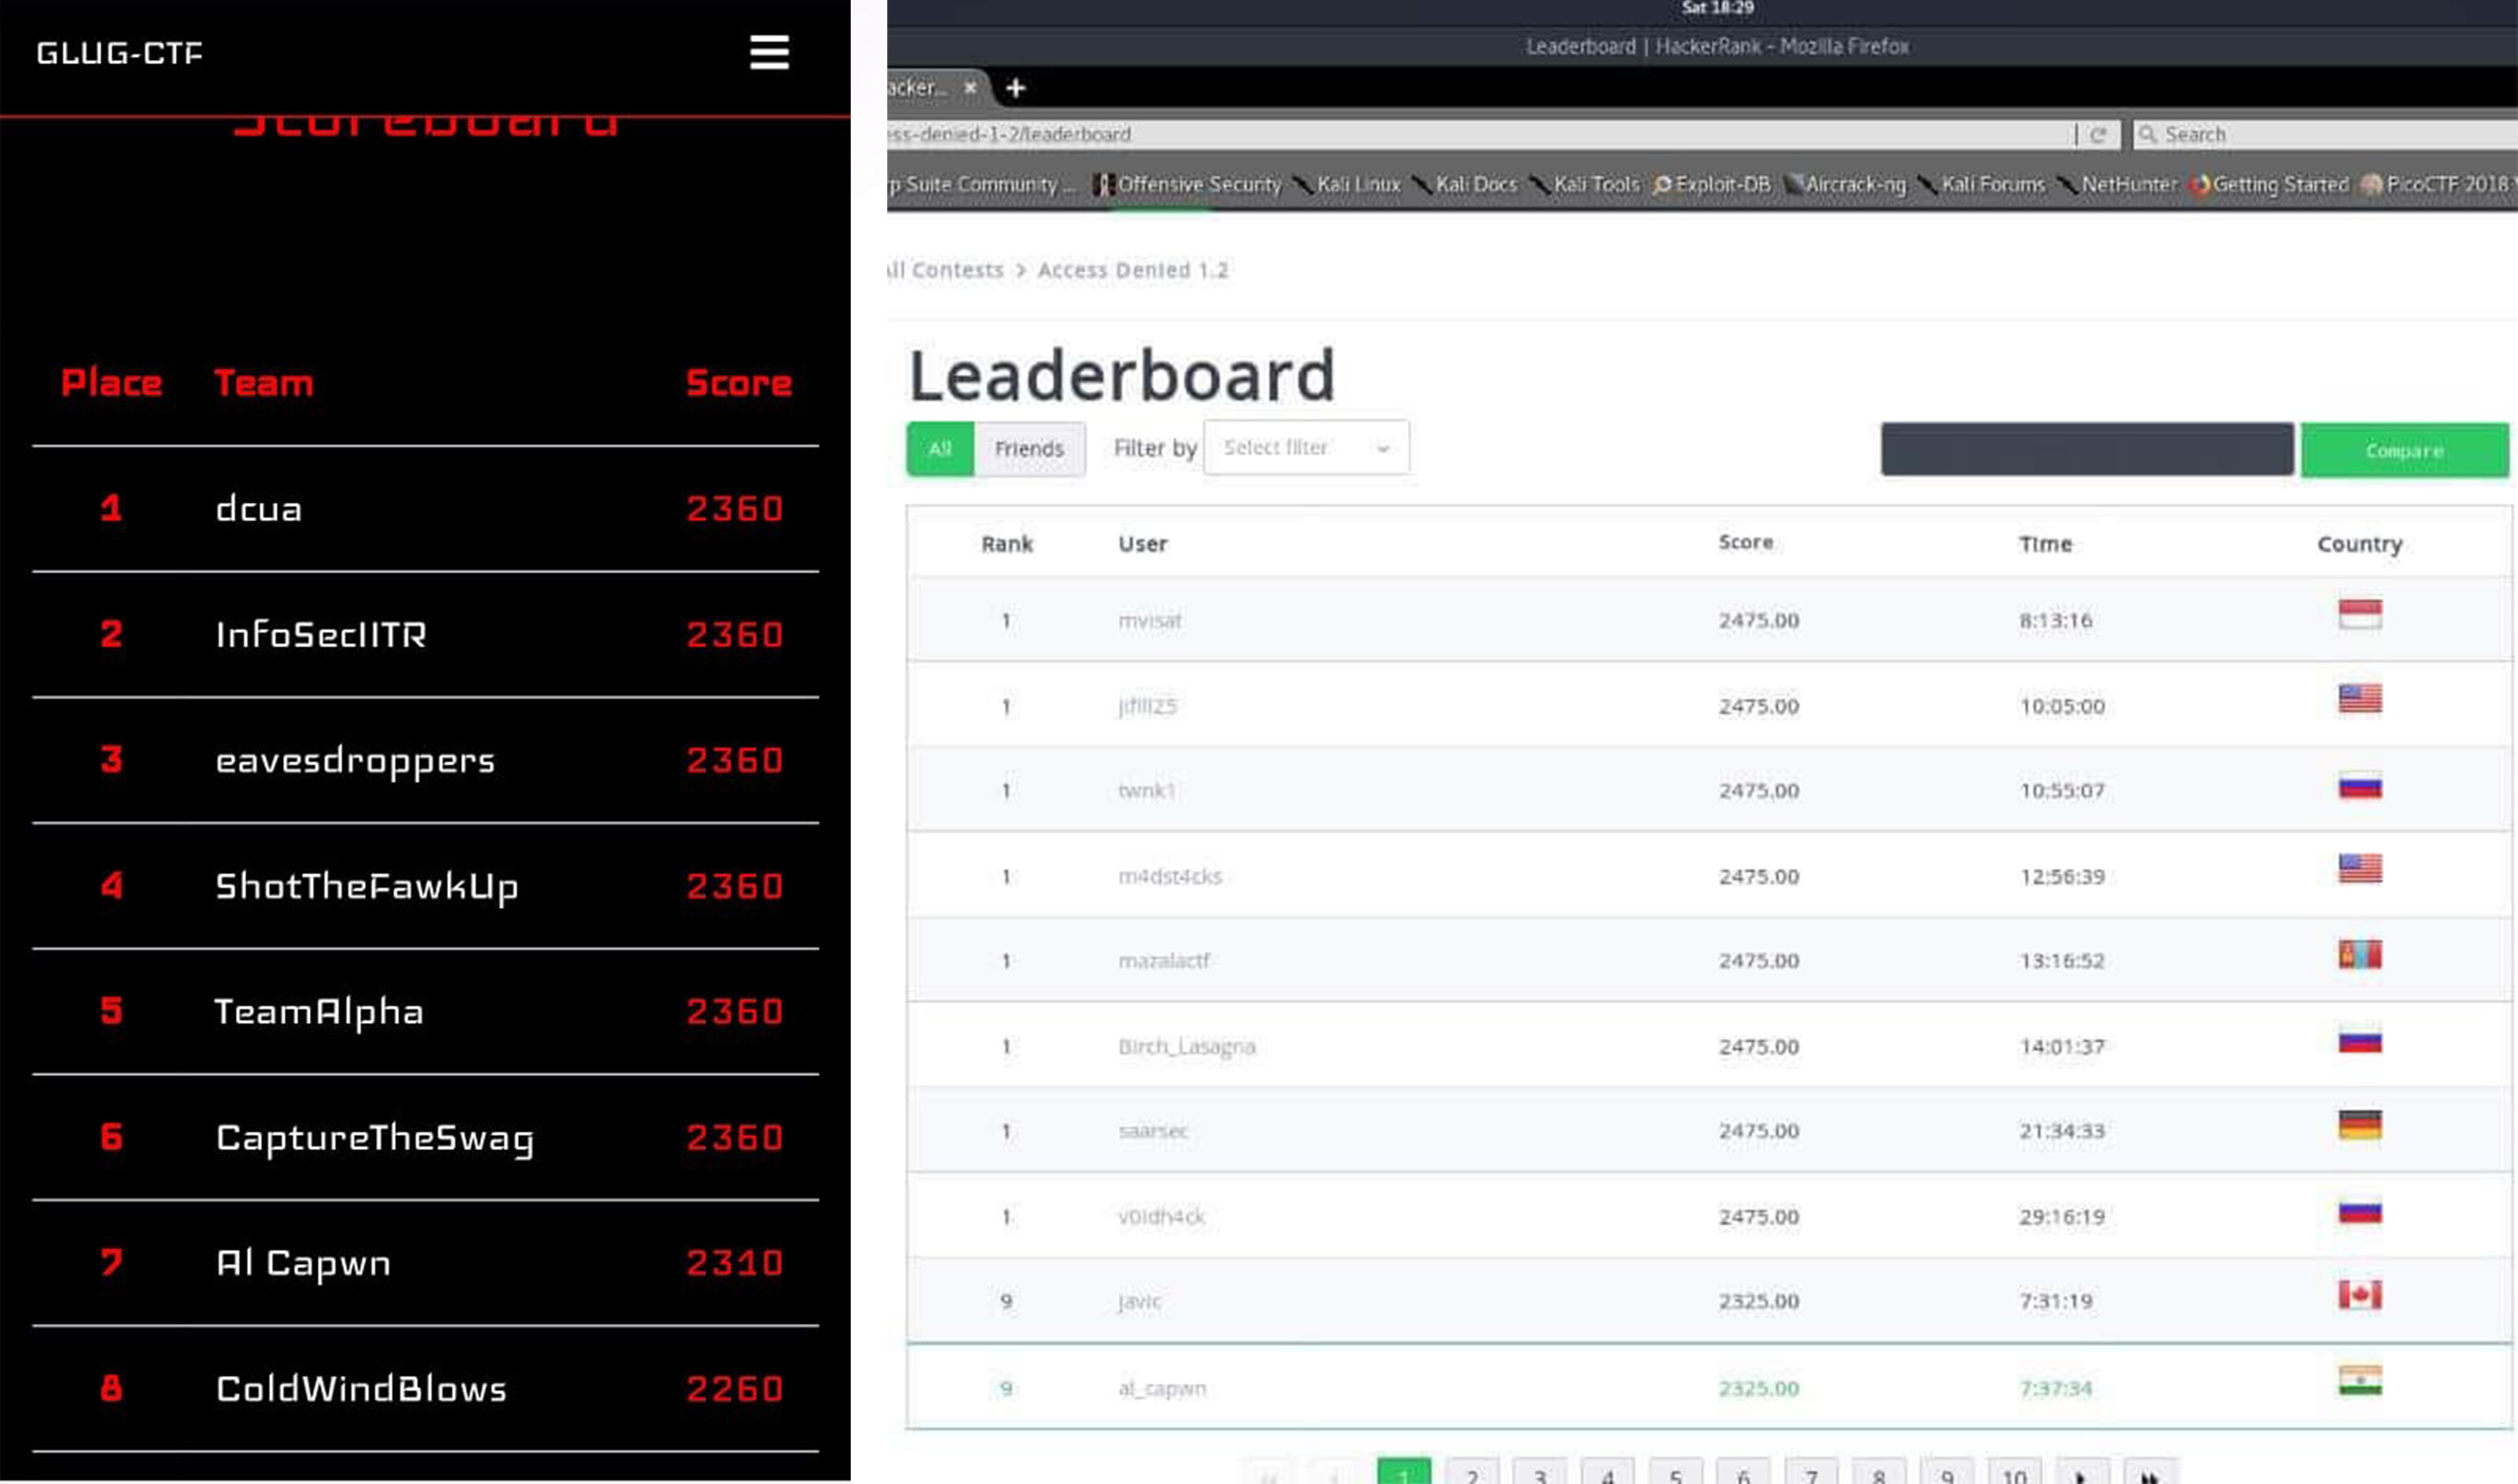 GLUG-CTF
Scoreboard
Place Team Score
1 dcua 2360
2 InfoSecIITR 2360
3 eavesdroppers 2360
4 ShotTheFawkUp 2360
5 TeamAlpha 2360
6 CaptureTheSwag 2360
7 Al Capwn 2310
8 ColdWindBlows 2260
Sat 18:29
Leaderboard | HackerRank - Mozilla Firefox
acker... × +
ss-denied-1-2/leaderboard Search
p Suite Community ... Offensive Security Kali Linux Kali Docs Kali Tools Exploit-DB Aircrack-ng Kali Forums NetHunter Getting Started PicoCTF 2018
All Contests > Access Denied 1.2
Leaderboard
All Friends Filter by Select filter Compare
Rank User Score Time Country
1 mvisat 2475.00 8:13:16
1 2475.00 10:05:00
1 twnk1 2475.00 10:55:07
1 m4dst4cks 2475.00 12:56:39
1 mazalactf 2475.00 13:16:52
1 Birch_Lasagna 2475.00 14:01:37
1 saarsec 2475.00 21:34:33
1 v0idh4ck 2475.00 29:16:19
9 javic 2325.00 7:31:19
9 al_capwn 2325.00 7:37:34
1 2 3 4 5 6 7 8 9 10